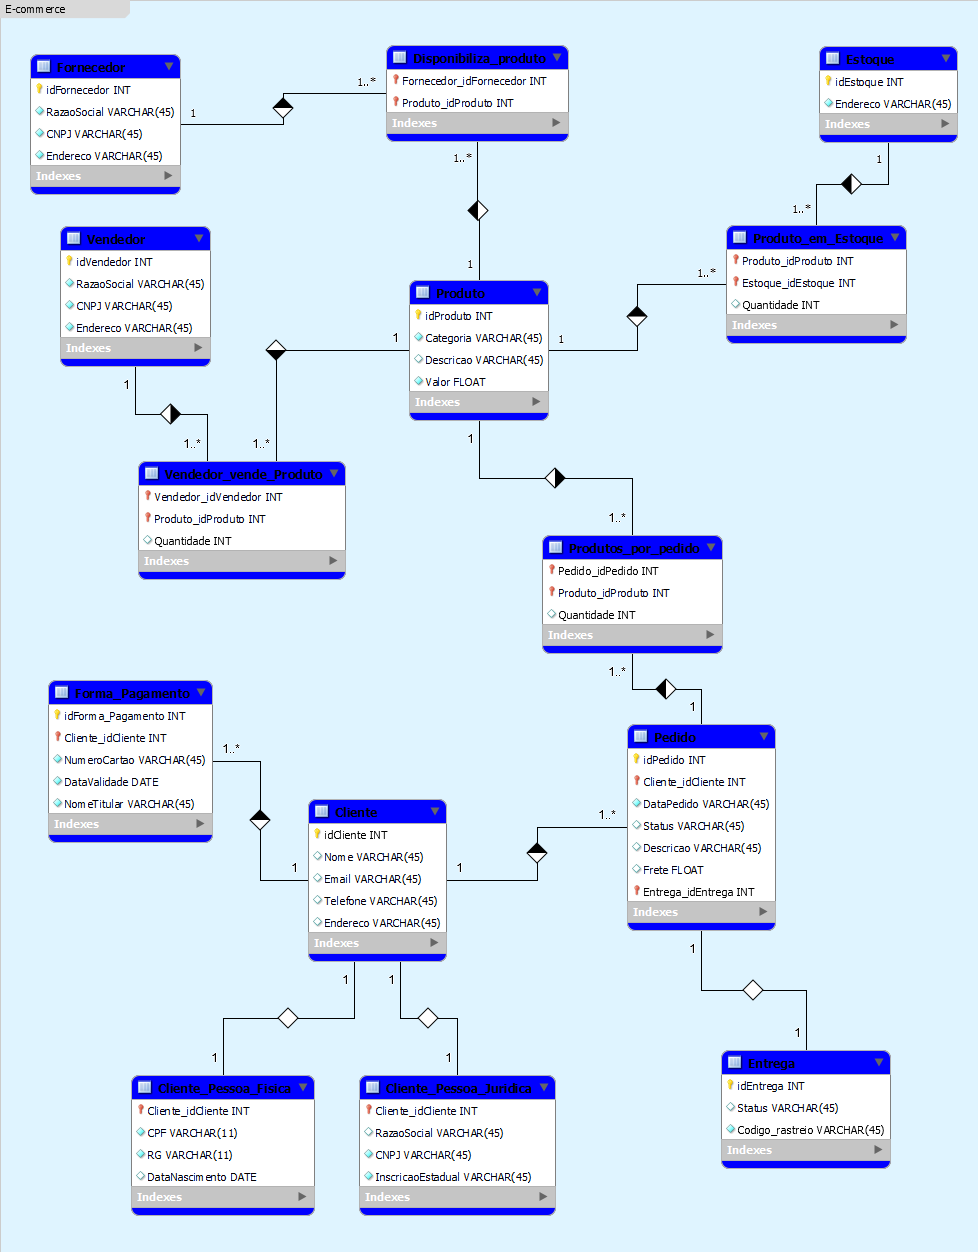 E-commerce
Fornecedor
idFornecedor INT
RazaoSocial VARCHAR(45)
CNPJ VARCHAR(45)
Endereco VARCHAR(45)
Indexes
1
1..*
Disponibiliza_produto
Fornecedor_idFornecedor INT
Produto_idProduto INT
Indexes
1..*
1
Estoque
idEstoque INT
Endereco VARCHAR(45)
Indexes
1
1..*
Vendedor
idVendedor INT
RazaoSocial VARCHAR(45)
CNPJ VARCHAR(45)
Endereco VARCHAR(45)
Indexes
1
1..*
Produto_em_Estoque
Produto_idProduto INT
Estoque_idEstoque INT
Quantidade INT
Indexes
1..*
1
Produto
idProduto INT
Categoria VARCHAR(45)
Descricao VARCHAR(45)
Valor FLOAT
Indexes
1
1..*
1
1..*
Vendedor_vende_Produto
Vendedor_idVendedor INT
Produto_idProduto INT
Quantidade INT
Indexes
Produtos_por_pedido
Pedido_idPedido INT
Produto_idProduto INT
Quantidade INT
Indexes
1..*
1
Forma_Pagamento
idForma_Pagamento INT
Cliente_idCliente INT
NumeroCartao VARCHAR(45)
DataValidade DATE
NomeTitular VARCHAR(45)
Indexes
1..*
1
Cliente
idCliente INT
Nome VARCHAR(45)
Email VARCHAR(45)
Telefone VARCHAR(45)
Endereco VARCHAR(45)
Indexes
1
1..*
Pedido
idPedido INT
Cliente_idCliente INT
DataPedido VARCHAR(45)
Status VARCHAR(45)
Descricao VARCHAR(45)
Frete FLOAT
Entrega_idEntrega INT
Indexes
1
1
1
1
1
1
Cliente_Pessoa_Fisica
Cliente_idCliente INT
CPF VARCHAR(11)
RG VARCHAR(11)
DataNascimento DATE
Indexes
Cliente_Pessoa_Juridica
Cliente_idCliente INT
RazaoSocial VARCHAR(45)
CNPJ VARCHAR(45)
InscricaoEstadual VARCHAR(45)
Indexes
Entrega
idEntrega INT
Status VARCHAR(45)
Codigo_rastreio VARCHAR(45)
Indexes